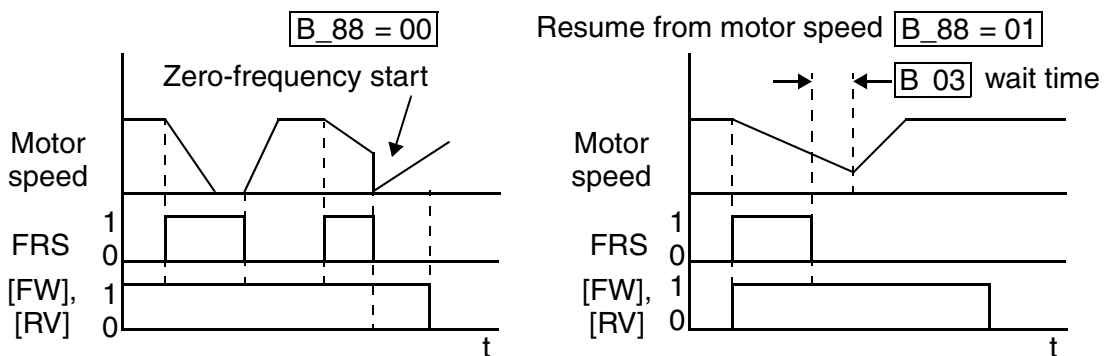 B_88 = 00
Zero-frequency start
Motor
speed
FRS
1
0
[FW],
[RV]
1
0
t
Resume from motor speed B_88 = 01
B 03 wait time
Motor
speed
FRS
1
0
[FW],
[RV]
1
0
t